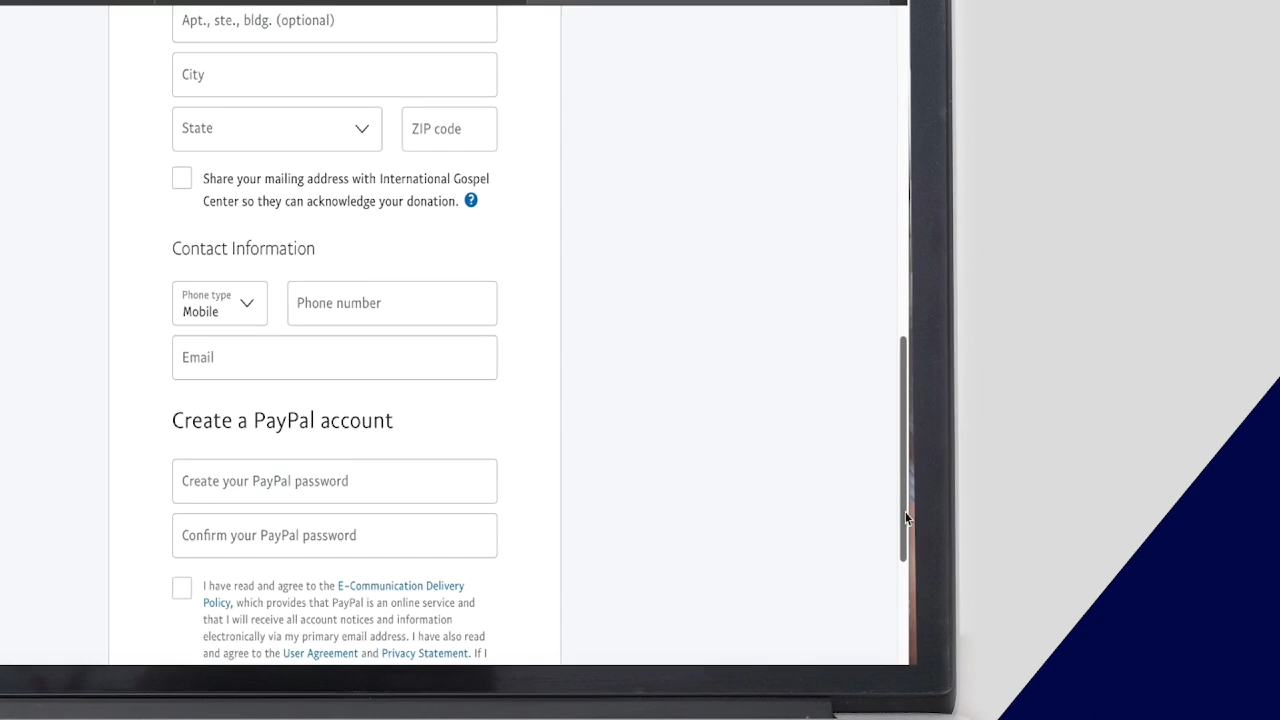 Apt., ste., bldg. (optional)
City
State
ZIP code
Share your mailing address with International Gospel
Center so they can acknowledge your donation. ?
Contact Information
Phone type
Mobile
Phone number
Email
Create a PayPal account
Create your PayPal password
Confirm your PayPal password
I have read and agree to the E-Communication Delivery
Policy, which provides that PayPal is an online service and
that I will receive all account notices and information
electronically via my primary email address. I have also read
and agree to the User Agreement and Privacy Statement. If I